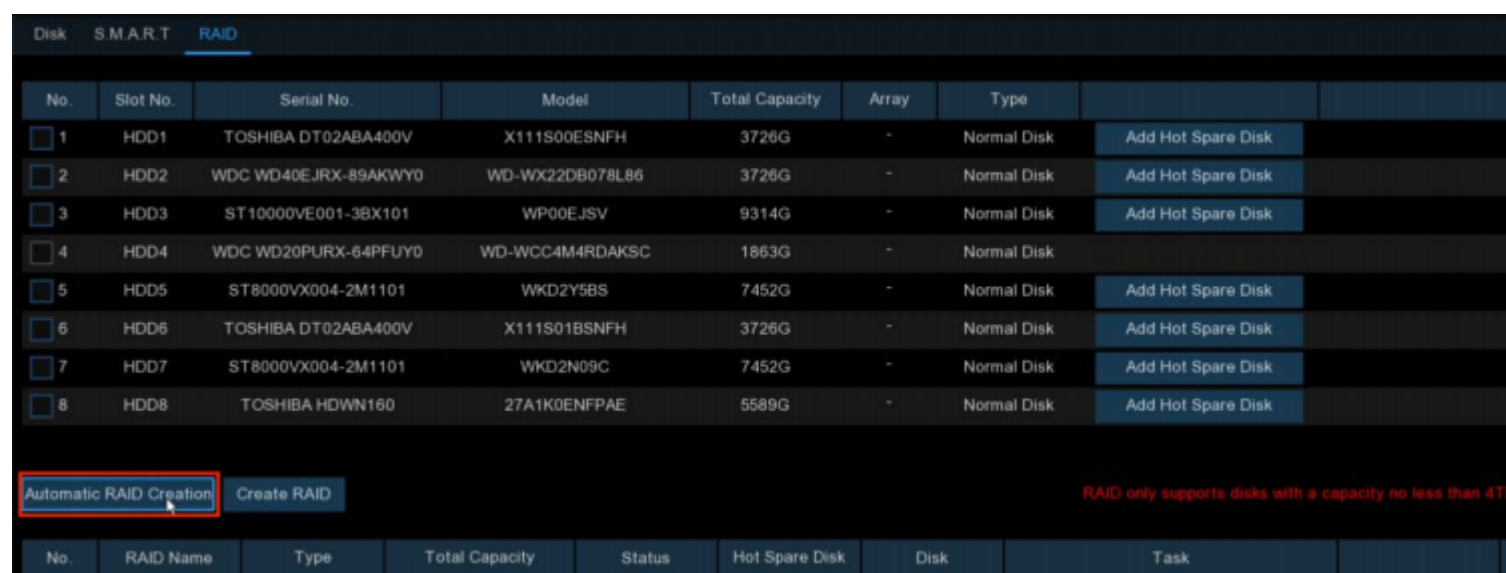 Disk S.M.A.R.T RAID
No. Slot No. Serial No. Model Total Capacity Array Type
1 HDD1 TOSHIBA DT02ABA400V X111S00ESNFH 3726G - Normal Disk Add Hot Spare Disk
2 HDD2 WDC WD40EJRX-89AKWY0 WD-WX22DB078L86 3726G - Normal Disk Add Hot Spare Disk
3 HDD3 ST10000VE001-3BX101 WP00EJSV 9314G - Normal Disk Add Hot Spare Disk
4 HDD4 WDC WD20PURX-64PFUY0 WD-WCC4M4RDAKSC 1863G - Normal Disk
5 HDD5 ST8000VX004-2M1101 WKD2Y5BS 7452G - Normal Disk Add Hot Spare Disk
6 HDD6 TOSHIBA DT02ABA400V X111S01BSNFH 3726G - Normal Disk Add Hot Spare Disk
7 HDD7 ST8000VX004-2M1101 WKD2N09C 7452G - Normal Disk Add Hot Spare Disk
8 HDD8 TOSHIBA HDWN160 27A1K0ENFPAE 5589G - Normal Disk Add Hot Spare Disk
Automatic RAID Creation Create RAID RAID only supports disks with a capacity no less than 4T
No. RAID Name Type Total Capacity Status Hot Spare Disk Disk Task